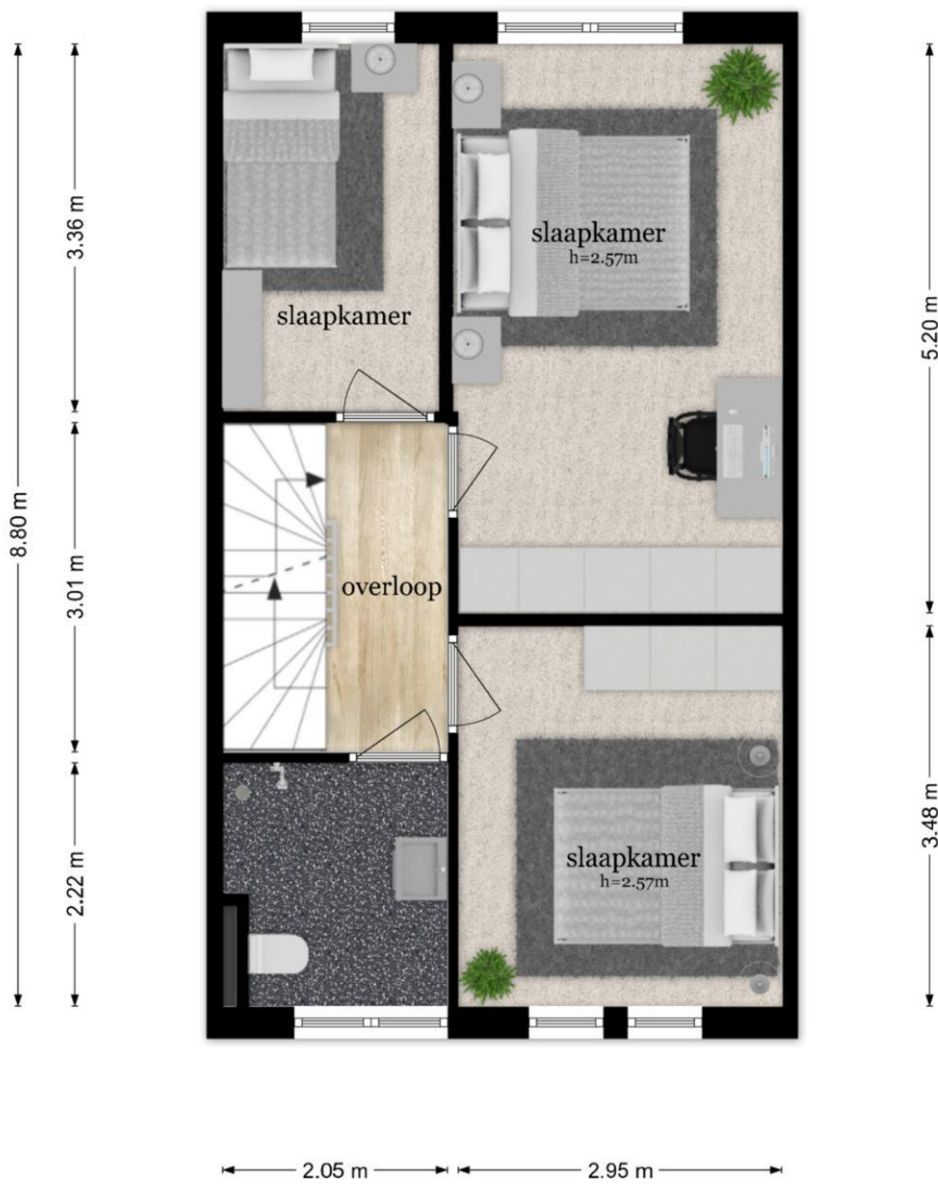 slaapkamer
h=2.57m
slaapkamer
overloop
slaapkamer
h=2.57m
8.80 m
3.36 m
3.01 m
2.22 m
5.20 m
3.48 m
2.05 m
2.95 m